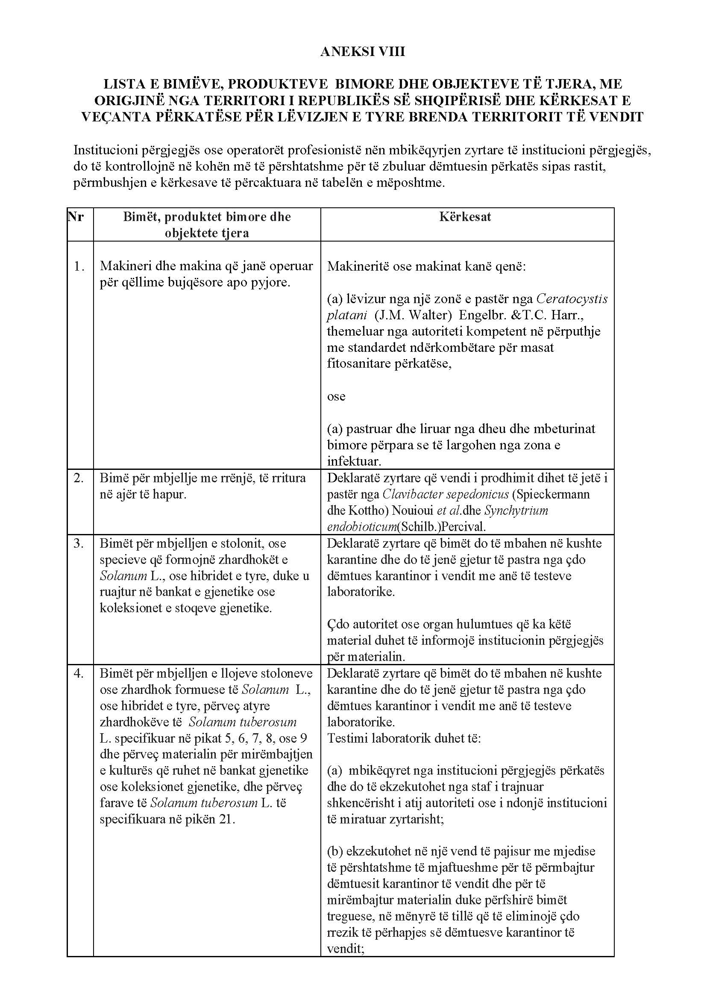 ANEKSI VIII
LISTA E BIMËVE, PRODUKTEVE BIMORE DHE OBJEKTEVE TË TJERA, ME
ORIGJINË NGA TERRITORI I REPUBLIKËS SË SHQIPËRISË DHE KËRKESAT E
VEÇANTA PËRKATËSE PËR LËVIZJEN E TYRE BRENDA TERRITORIT TË VENDIT
Institucioni përgjegjës ose operatorët profesionistë nën mbikëqyrjen zyrtare të institucioni përgjegjës,
do të kontrollojnë në kohën më të përshtatshme për të zbuluar dëmtuesin përkatës sipas rastit,
përmbushjen e kërkesave të përcaktuara në tabelën e mëposhtme.
Nr
Bimët, produktet bimore dhe
objektete tjera
Kërkesat
1.
Makineri dhe makina që janë operuar
për qëllime bujqësore apo pyjore.
Makineritë ose makinat kanë qenë:
(a) lëvizur nga një zonë e pastër nga Ceratocystis
platani (J.M. Walter) Engelbr. &T.C. Harr.,
themeluar nga autoriteti kompetent në përputhje
me standardet ndërkombëtare për masat
fitosanitare përkatëse,
ose
(a) pastruar dhe liruar nga dheu dhe mbeturinat
bimore përpara se të largohen nga zona e
infektuar.
2.
Bimë për mbjellje me rrënjë, të rritura
në ajër të hapur.
Deklaratë zyrtare që vendi i prodhimit dihet të jetë i
pastër nga Clavibacter sepedonicus (Spieckermann
dhe Kottho) Nouioui et al.dhe Synchytrium
endobioticum(Schilb.)Percival.
3.
Bimët për mbjelljen e stolonit, ose
specieve që formojnë zhardhokët e
Solanum L., ose hibridet e tyre, duke u
ruajtur në bankat e gjenetike ose
koleksionet e stoqeve gjenetike.
Deklaratë zyrtare që bimët do të mbahen në kushte
karantine dhe do të jenë gjetur të pastra nga çdo
dëmtues karantinor i vendit me anë të testeve
laboratorike.
Çdo autoritet ose organ hulumtues që ka këtë
material duhet të informojë institucionin përgjegjës
për materialin.
4.
Bimët për mbjelljen e llojeve stoloneve
ose zhardhok formuese të Solanum L.,
ose hibridet e tyre, përveç atyre
zhardhokëve të Solanum tuberosum
L. specifikuar në pikat 5, 6, 7, 8, ose 9
dhe përveç materialin për mirëmbajtjen
e kulturës që ruhet në bankat gjenetike
ose koleksionet gjenetike, dhe përveç
farave të Solanum tuberosum L. të
specifikuara në pikën 21.
Deklaratë zyrtare që bimët do të mbahen në kushte
karantine dhe do të jenë gjetur të pastra nga çdo
dëmtues karantinor i vendit me anë të testeve
laboratorike.
Testimi laboratorik duhet të:
(a) mbikëqyret nga institucioni përgjegjës përkatës
dhe do të ekzekutohet nga staf i trajnuar
shkencërisht i atij autoriteti ose i ndonjë institucioni
të miratuar zyrtarisht;
(b) ekzekutohet në një vend të pajisur me mjedise
të përshtatshme të mjaftueshme për të përmbajtur
dëmtuesit karantinor të vendit dhe për të
mirëmbajtur materialin duke përfshirë bimët
treguese, në mënyrë të tillë që të eliminojë çdo
rrezik të përhapjes së dëmtuesve karantinor të
vendit;